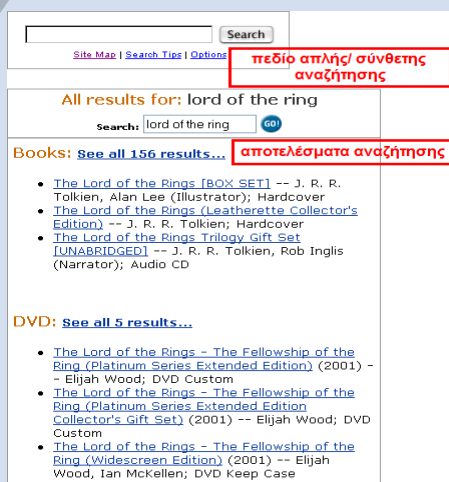 Search
Site Map | Search Tips | Options
πεδίο απλής/ σύνθετης
αναζήτησης
All results for: lord of the ring
Search: lord of the ring GO!
Books: See all 156 results...
αποτελέσματα αναζήτησης
The Lord of the Rings [BOX SET] -- J. R. R.
Tolkien, Alan Lee (Illustrator); Hardcover
The Lord of the Rings (Leatherette Collector's
Edition) -- J. R. R. Tolkien; Hardcover
The Lord of the Rings Trilogy Gift Set
[UNABRIDGED] -- J. R. R. Tolkien, Rob Inglis
(Narrator); Audio CD
DVD: See all 5 results...
The Lord of the Rings - The Fellowship of the
Ring (Platinum Series Extended Edition) (2001) -
- Elijah Wood; DVD Custom
The Lord of the Rings - The Fellowship of the
Ring (Platinum Series Extended Edition
Collector's Gift Set) (2001) -- Elijah Wood; DVD
Custom
The Lord of the Rings - The Fellowship of the
Ring (Widescreen Edition) (2001) -- Elijah
Wood, Ian McKellen; DVD Keep Case